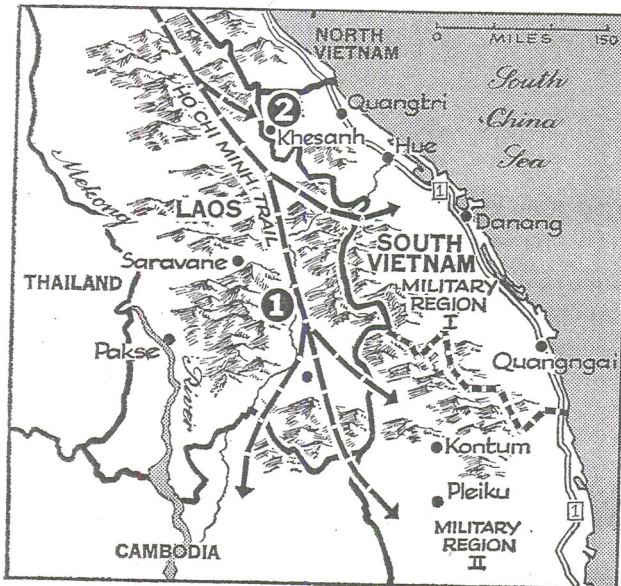 NORTH
VIETNAM
0 MILES 150
South
China
Sea
HO CHI MINH TRAIL
2
Quangtri
Khesanh
Hue
1
Mekong
LAOS
Danang
Saravane
SOUTH
VIETNAM
THAILAND
MILITARY
REGION
I
1
Pakse
River
Quangngai
Kontum
Pleiku
1
MILITARY
REGION
II
CAMBODIA